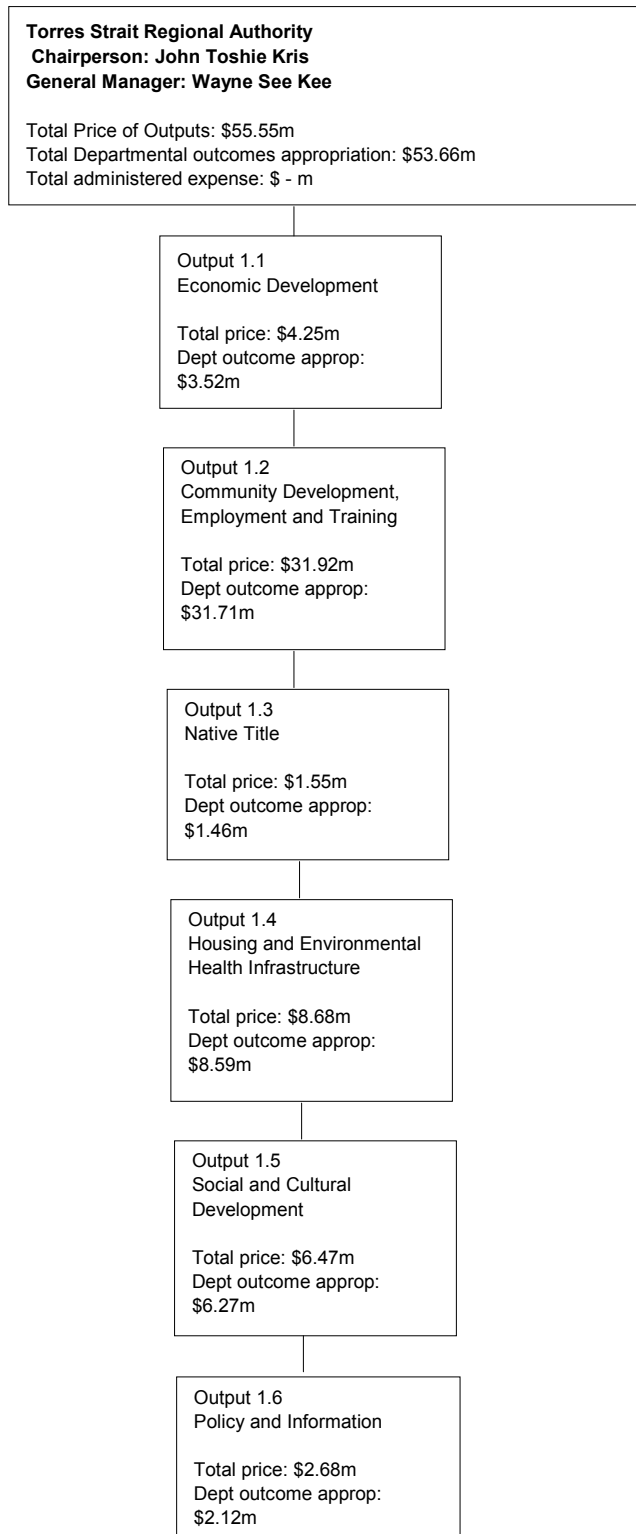 Torres Strait Regional Authority
Chairperson: John Toshie Kris
General Manager: Wayne See Kee
Total Price of Outputs: $55.55m
Total Departmental outcomes appropriation: $53.66m
Total administered expense: $ - m
Output 1.1
Economic Development
Total price: $4.25m
Dept outcome approp:
$3.52m
Output 1.2
Community Development,
Employment and Training
Total price: $31.92m
Dept outcome approp:
$31.71m
Output 1.3
Native Title
Total price: $1.55m
Dept outcome approp:
$1.46m
Output 1.4
Housing and Environmental
Health Infrastructure
Total price: $8.68m
Dept outcome approp:
$8.59m
Output 1.5
Social and Cultural
Development
Total price: $6.47m
Dept outcome approp:
$6.27m
Output 1.6
Policy and Information
Total price: $2.68m
Dept outcome approp:
$2.12m